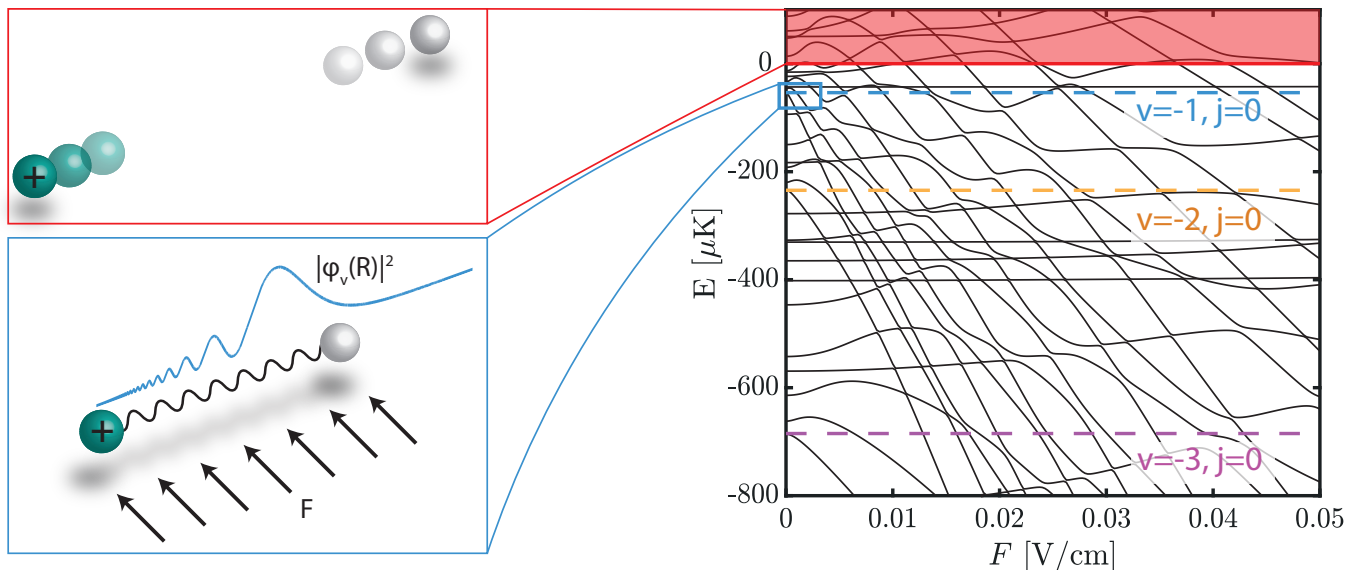 +
|φᵥ(R)|²
+
F
0
-200
-400
-600
-800
E [μK]
v=-1, j=0
v=-2, j=0
v=-3, j=0
0 0.01 0.02 0.03 0.04 0.05
F [V/cm]